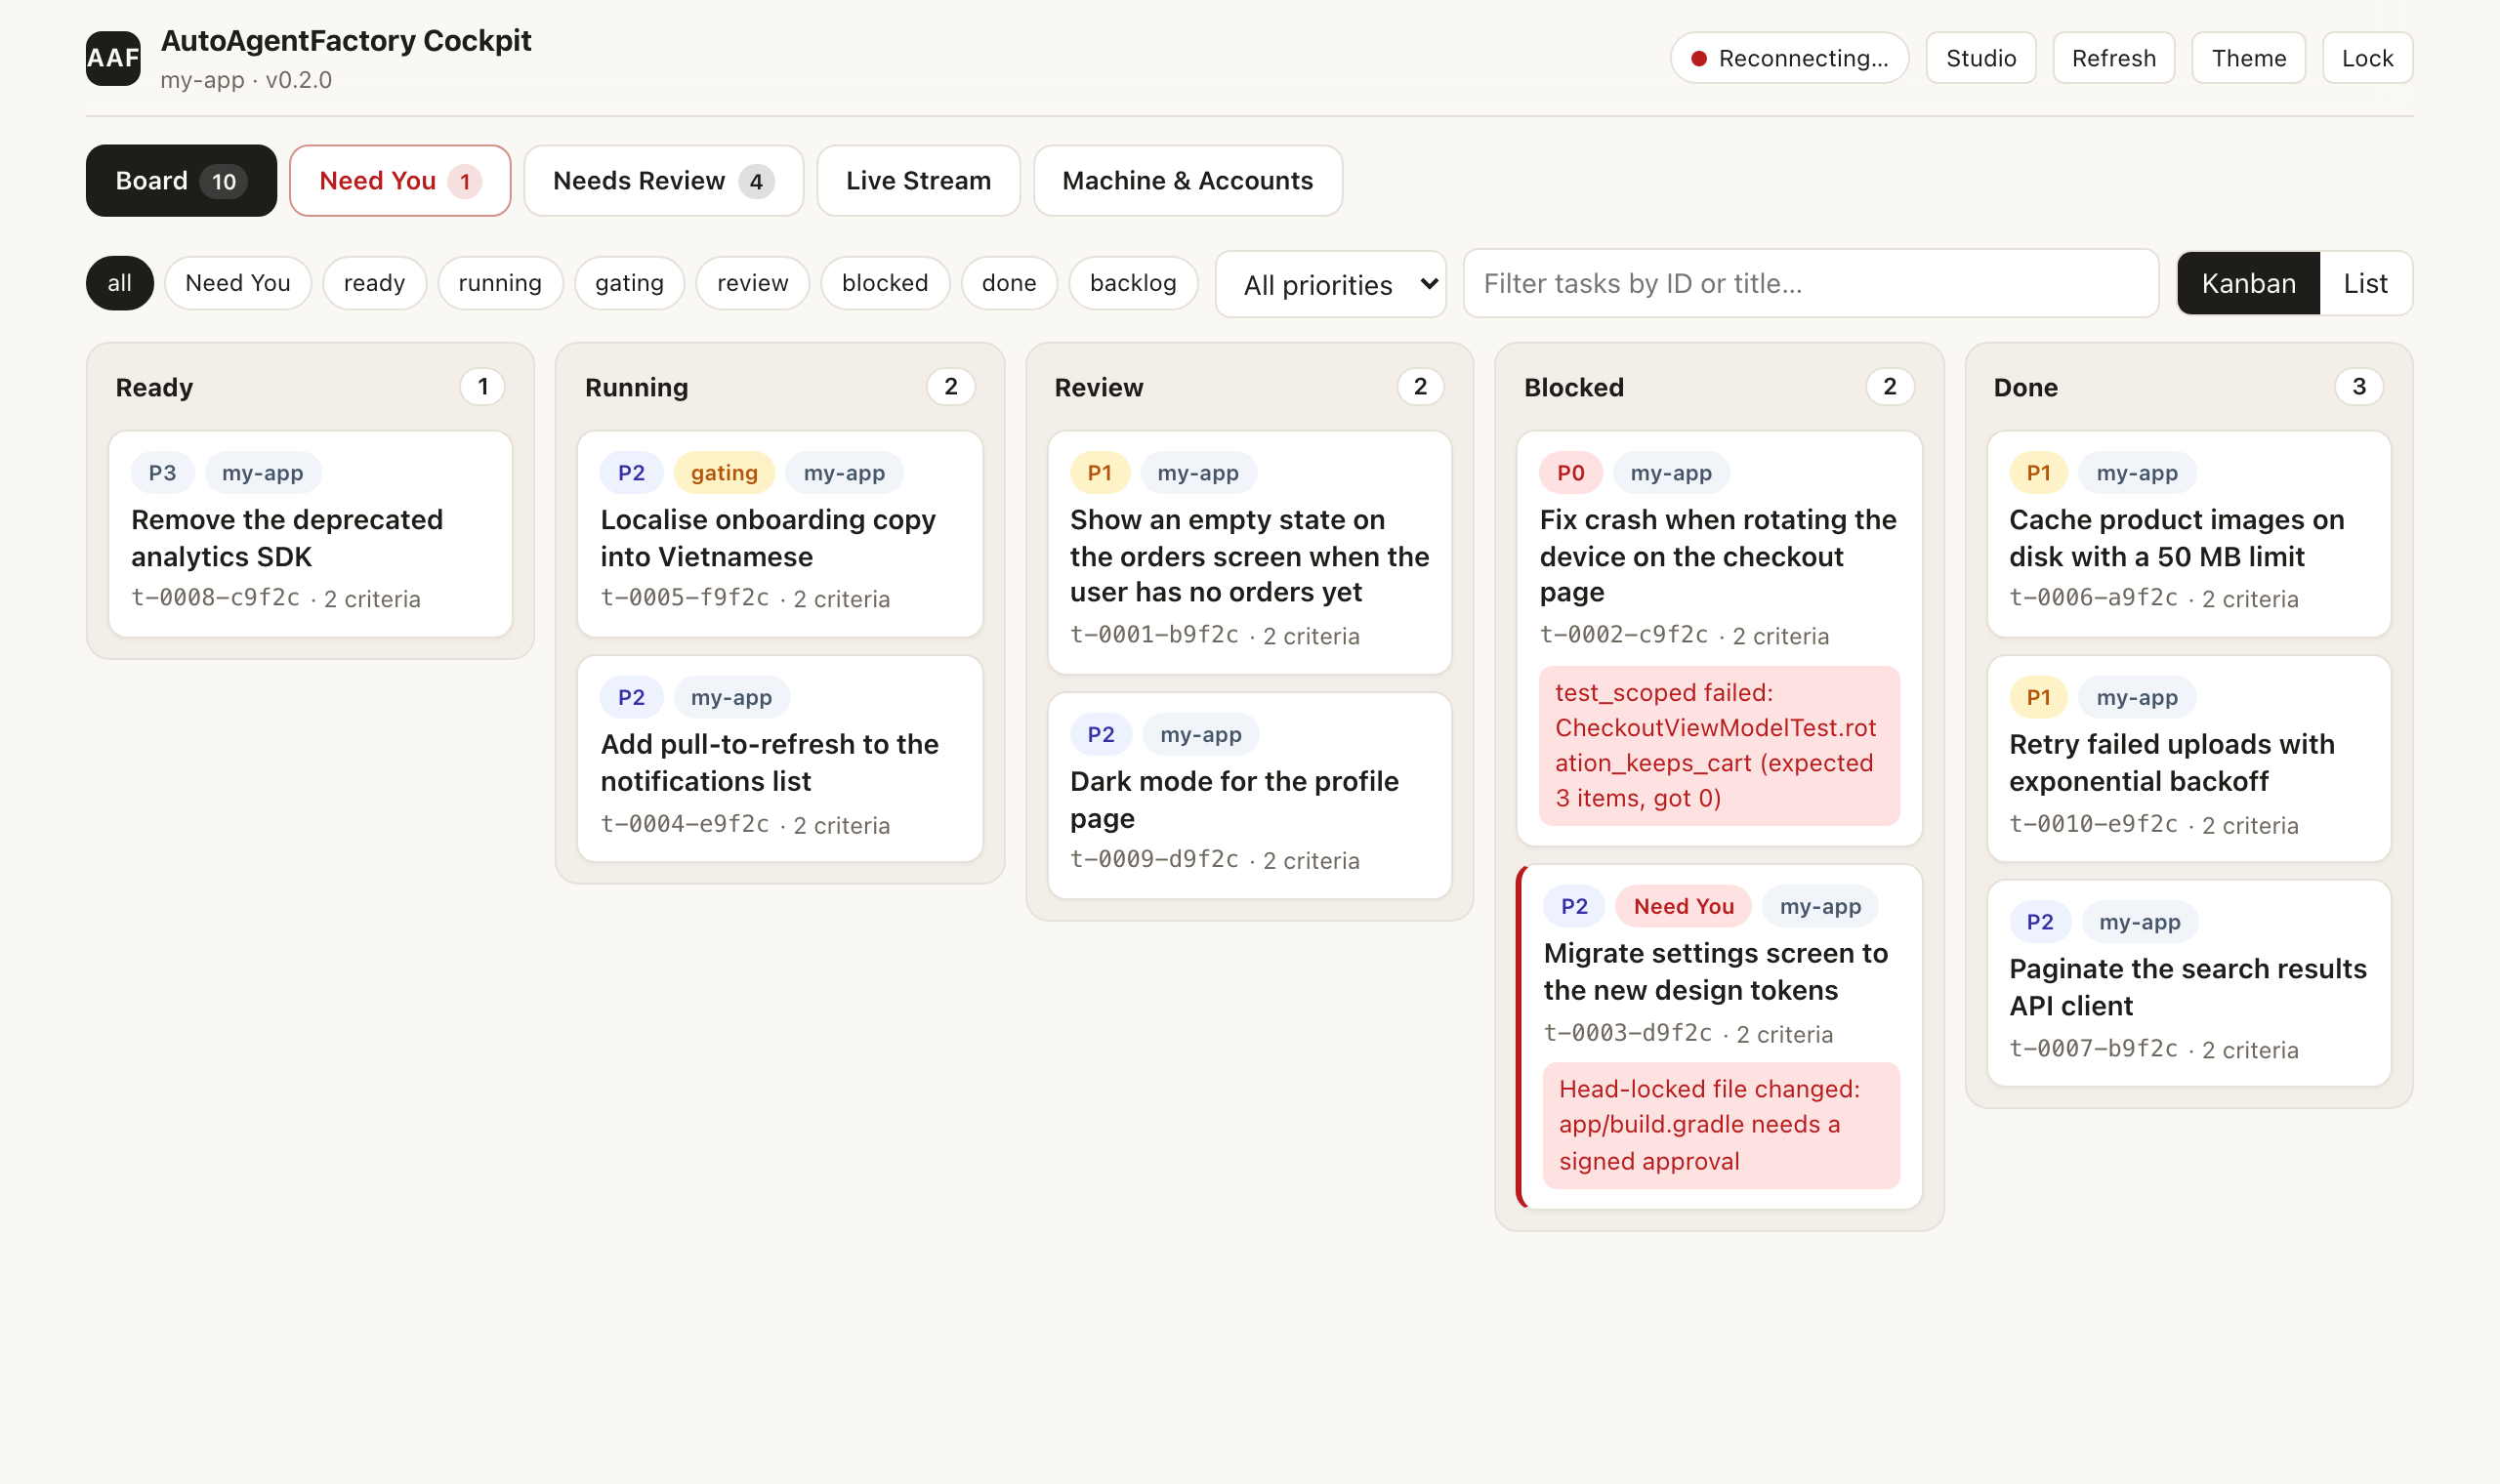 AAF
AutoAgentFactory Cockpit
my-app · v0.2.0
Reconnecting...
Studio
Refresh
Theme
Lock
Board 10
Need You 1
Needs Review 4
Live Stream
Machine & Accounts
all
Need You
ready
running
gating
review
blocked
done
backlog
All priorities
Filter tasks by ID or title...
Kanban
List
Ready 1
P3 my-app
Remove the deprecated
analytics SDK
t-0008-c9f2c · 2 criteria
Running 2
P2 gating my-app
Localise onboarding copy
into Vietnamese
t-0005-f9f2c · 2 criteria
P2 my-app
Add pull-to-refresh to the
notifications list
t-0004-e9f2c · 2 criteria
Review 2
P1 my-app
Show an empty state on
the orders screen when the
user has no orders yet
t-0001-b9f2c · 2 criteria
P2 my-app
Dark mode for the profile
page
t-0009-d9f2c · 2 criteria
Blocked 2
P0 my-app
Fix crash when rotating the
device on the checkout
page
t-0002-c9f2c · 2 criteria
test_scoped failed:
CheckoutViewModelTest.rot
ation_keeps_cart (expected
3 items, got 0)
P2 Need You my-app
Migrate settings screen to
the new design tokens
t-0003-d9f2c · 2 criteria
Head-locked file changed:
app/build.gradle needs a
signed approval
Done 3
P1 my-app
Cache product images on
disk with a 50 MB limit
t-0006-a9f2c · 2 criteria
P1 my-app
Retry failed uploads with
exponential backoff
t-0010-e9f2c · 2 criteria
P2 my-app
Paginate the search results
API client
t-0007-b9f2c · 2 criteria